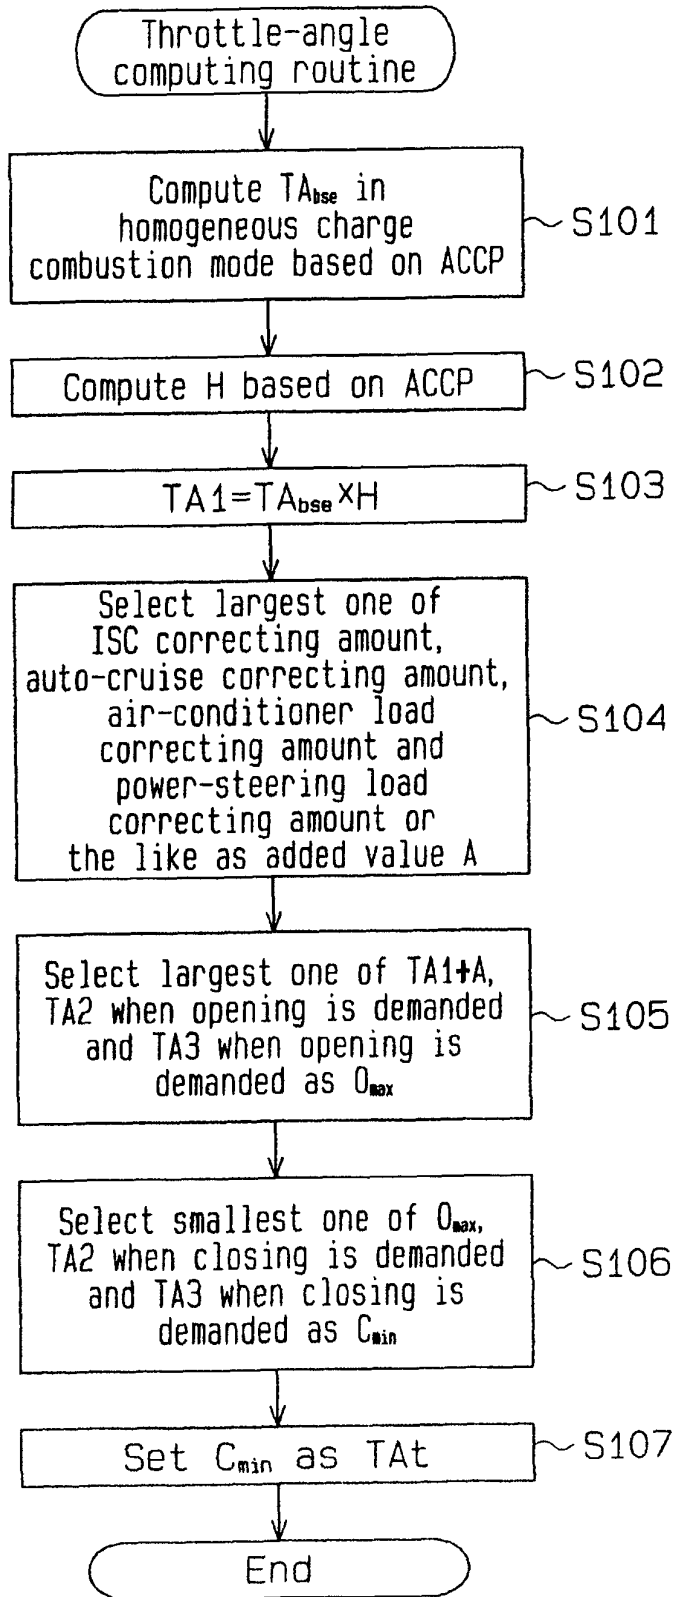 Throttle-angle
computing routine
Compute TAbse in
homogeneous charge
combustion mode based on ACCP
S101
Compute H based on ACCP
S102
TA1=TAbse×H
S103
Select largest one of
ISC correcting amount,
auto-cruise correcting amount,
air-conditioner load
correcting amount and
power-steering load
correcting amount or
the like as added value A
S104
Select largest one of TA1+A,
TA2 when opening is demanded
and TA3 when opening is
demanded as Omax
S105
Select smallest one of Omax,
TA2 when closing is demanded
and TA3 when closing is
demanded as Cmin
S106
Set Cmin as TAt
S107
End